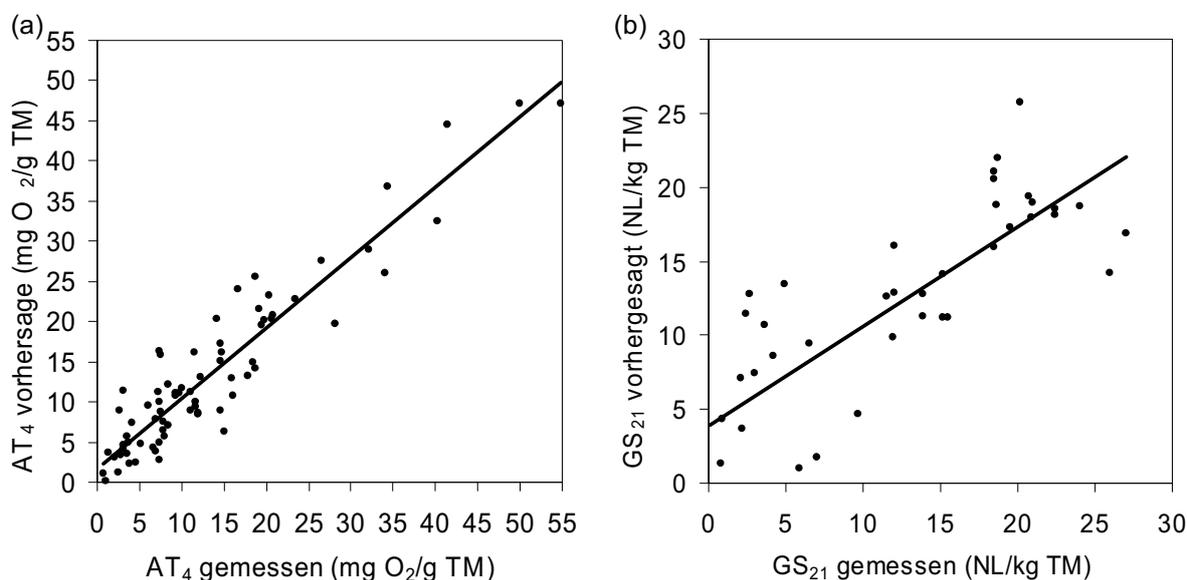 (a)
AT4 vorhersage (mg O 2/g TM)
55
50
45
40
35
30
25
20
15
10
5
0
0 5 10 15 20 25 30 35 40 45 50 55
AT4 gemessen (mg O2/g TM)
(b)
GS21 vorhergesagt (NL/kg TM)
30
25
20
15
10
5
0
0 5 10 15 20 25 30
GS21 gemessen (NL/kg TM)